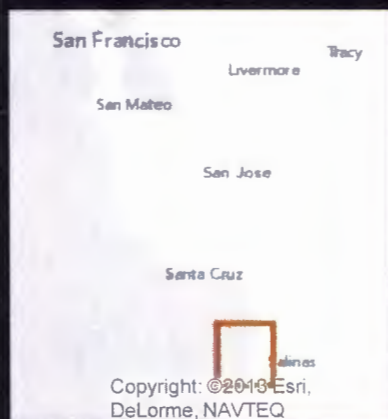 San Francisco
Tracy
Livermore
San Mateo
San Jose
Santa Cruz
Salinas
Copyright: ©2013 Esri,
DeLorme, NAVTEQ